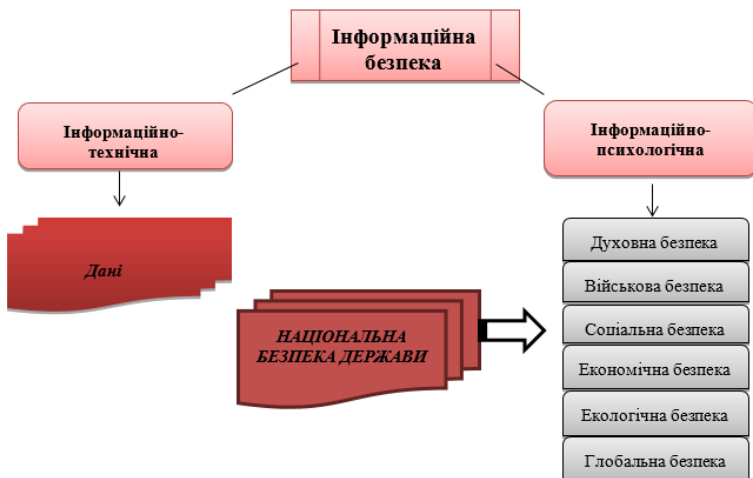 Інформаційна
безпека
Інформаційно-
технічна
Інформаційно-
психологічна
Дані
НАЦІОНАЛЬНА
БЕЗПЕКА ДЕРЖАВИ
Духовна безпека
Військова безпека
Соціальна безпека
Економічна безпека
Екологічна безпека
Глобальна безпека